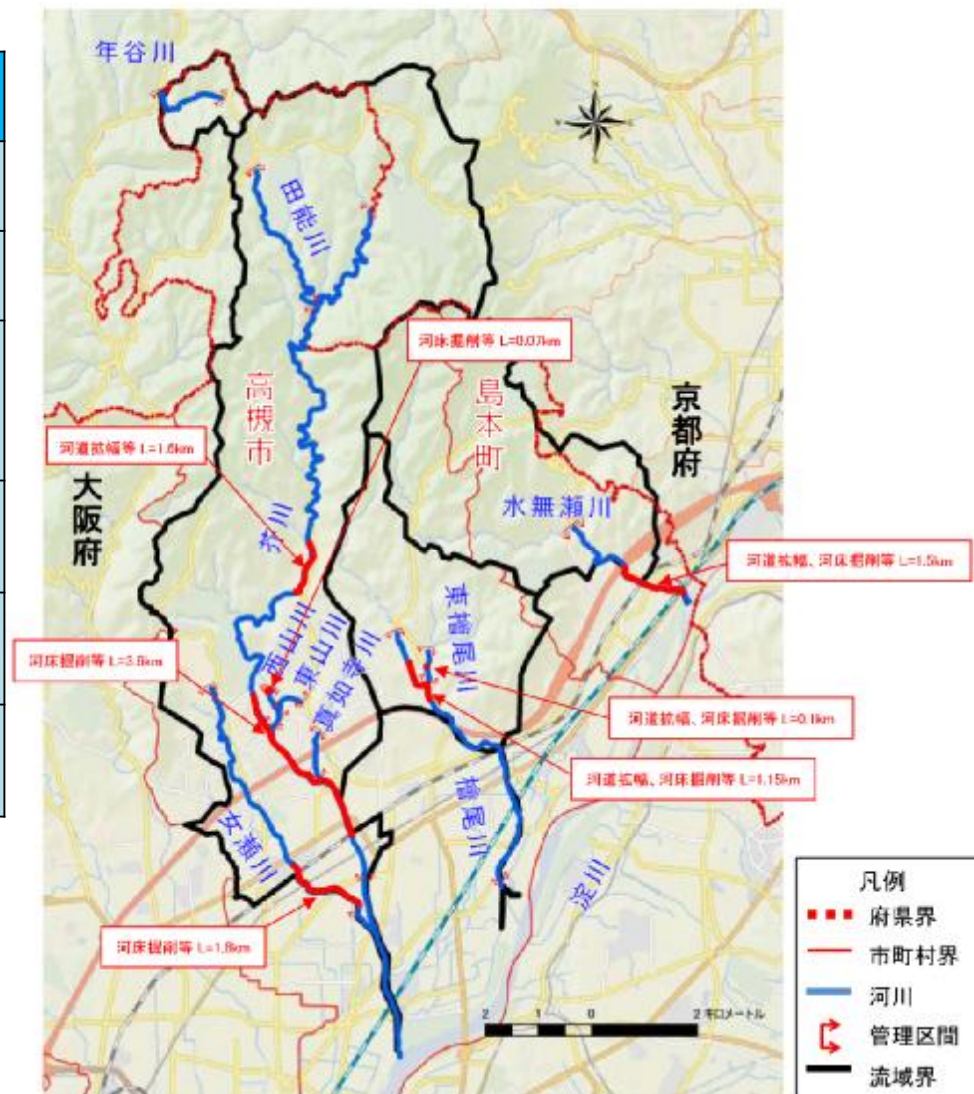 年谷川
田能川
河床掘削等 L=0.07km
高槻市
島本町
京都府
河道拡幅等 L=1.6km
大阪府
芥川
水無瀬川
河道拡幅、河床掘削等 L=1.5km
西山川
東山川
真如寺川
東檜尾川
河床掘削等
河道拡幅、河床掘削等 L=0.1km
河道拡幅、河床掘削等 L=1.15km
女瀬川
檜尾川
淀川
河床掘削等 L=1.8km
2 1 0 2 キロメートル
凡例
府県界
市町村界
河川
管理区間
流域界